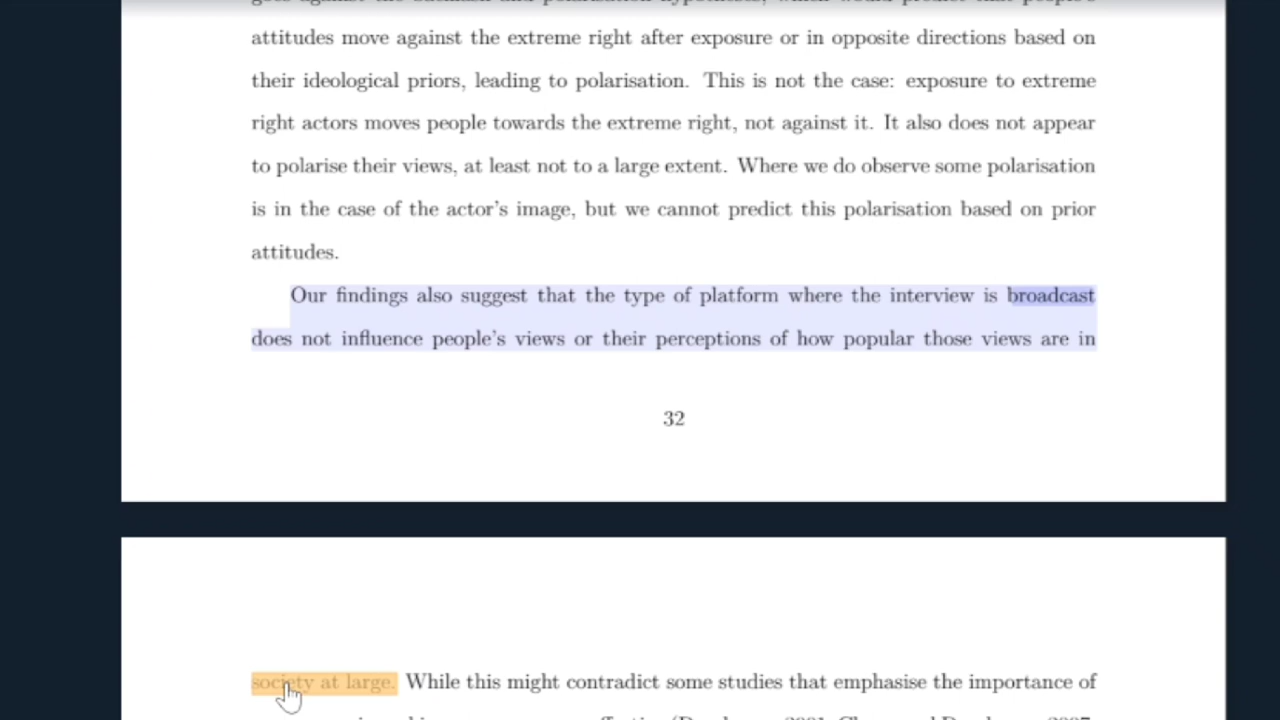 attitudes move against the extreme right after exposure or in opposite directions based on
their ideological priors, leading to polarisation. This is not the case: exposure to extreme
right actors moves people towards the extreme right, not against it. It also does not appear
to polarise their views, at least not to a large extent. Where we do observe some polarisation
is in the case of the actor's image, but we cannot predict this polarisation based on prior
attitudes.
Our findings also suggest that the type of platform where the interview is broadcast
does not influence people's views or their perceptions of how popular those views are in
32
society at large. While this might contradict some studies that emphasise the importance of